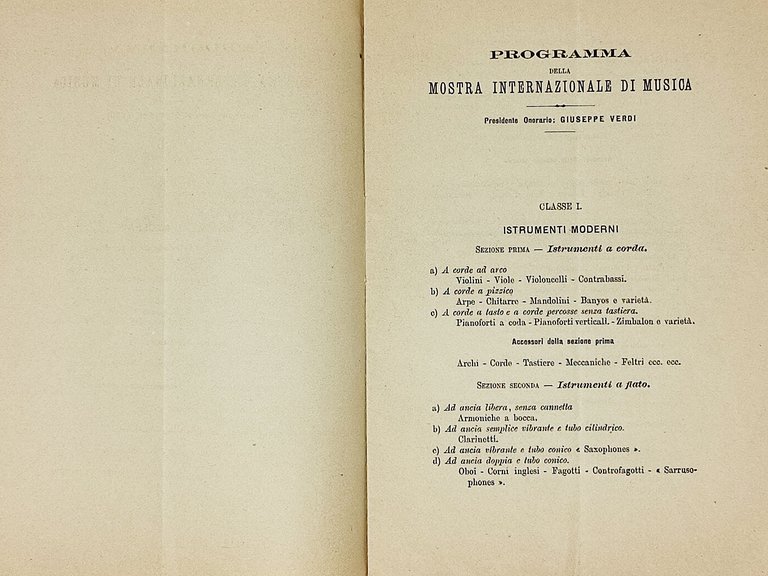 PROGRAMMA
DELLA
MOSTRA INTERNAZIONALE DI MUSICA
Presidente Onorario: GIUSEPPE VERDI
CLASSE I.
ISTRUMENTI MODERNI
SEZIONE PRIMA — Istrumenti a corda.
a) A corde ad arco
Violini - Viole - Violoncelli - Contrabassi.
b) A corde a pizzico
Arpe - Chitarre - Mandolini - Banyos e varietà.
c) A corde a tasto e a corde percosse senza tastiera.
Pianoforti a coda - Pianoforti verticali. - Zimbalon e varietà.
Accessori della sezione prima
Archi - Corde - Tastiere - Meccaniche - Feltri ecc. ecc.
SEZIONE SECONDA — Istrumenti a fiato.
a) Ad ancia libera, senza cannetta
Armoniche a bocca.
b) Ad ancia semplice vibrante e tubo cilindrico.
Clarinetti.
c) Ad ancia vibrante e tubo conico « Saxophones ».
d) Ad ancia doppia e tubo conico.
Oboi - Corni inglesi - Fagotti - Controfagotti - « Sarruso-
phones ».